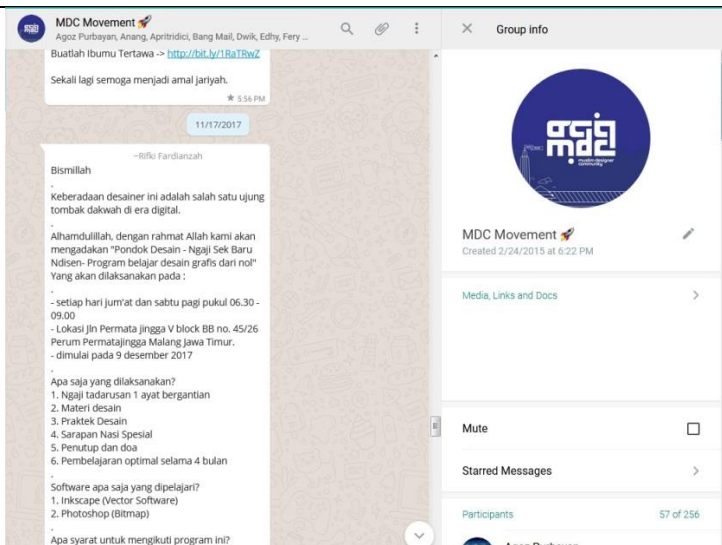 MDC Movement 🚀
Agoz Purbayan, Anang, Apritridici, Bang Mail, Dwik, Edhy, Fery ...
Buatlah Ibumu Tertawa -> http://bit.ly/1RaTRwZ
Sekali lagi semoga menjadi amal jariyah.
★ 5:56 PM
11/17/2017
~Rifki Fardianzah
Bismillah
.
Keberadaan desainer ini adalah salah satu ujung
tombak dakwah di era digital.
.
Alhamdulillah, dengan rahmat Allah kami akan
mengadakan "Pondok Desain - Ngaji Sek Baru
Ndisen- Program belajar desain grafis dari nol"
Yang akan dilaksanakan pada :
.
- setiap hari jum'at dan sabtu pagi pukul 06.30 -
09.00
- Lokasi Jln Permata jingga V block BB no. 45/26
Perum Permatajingga Malang Jawa Timur.
- dimulai pada 9 desember 2017
.
Apa saja yang dilaksanakan?
1. Ngaji tadarusan 1 ayat bergantian
2. Materi desain
3. Praktek Desain
4. Sarapan Nasi Spesial
5. Penutup dan doa
6. Pembelajaran optimal selama 4 bulan
.
Software apa saja yang dipelajari?
1. Inkscape (Vector Software)
2. Photoshop (Bitmap)
.
Apa syarat untuk mengikuti program ini?
Group info
mdc
muslim designer
community
MDC Movement 🚀
Created 2/24/2015 at 6:22 PM
Media, Links and Docs
Mute
Starred Messages
Participants 57 of 256
Agoz Purbayan